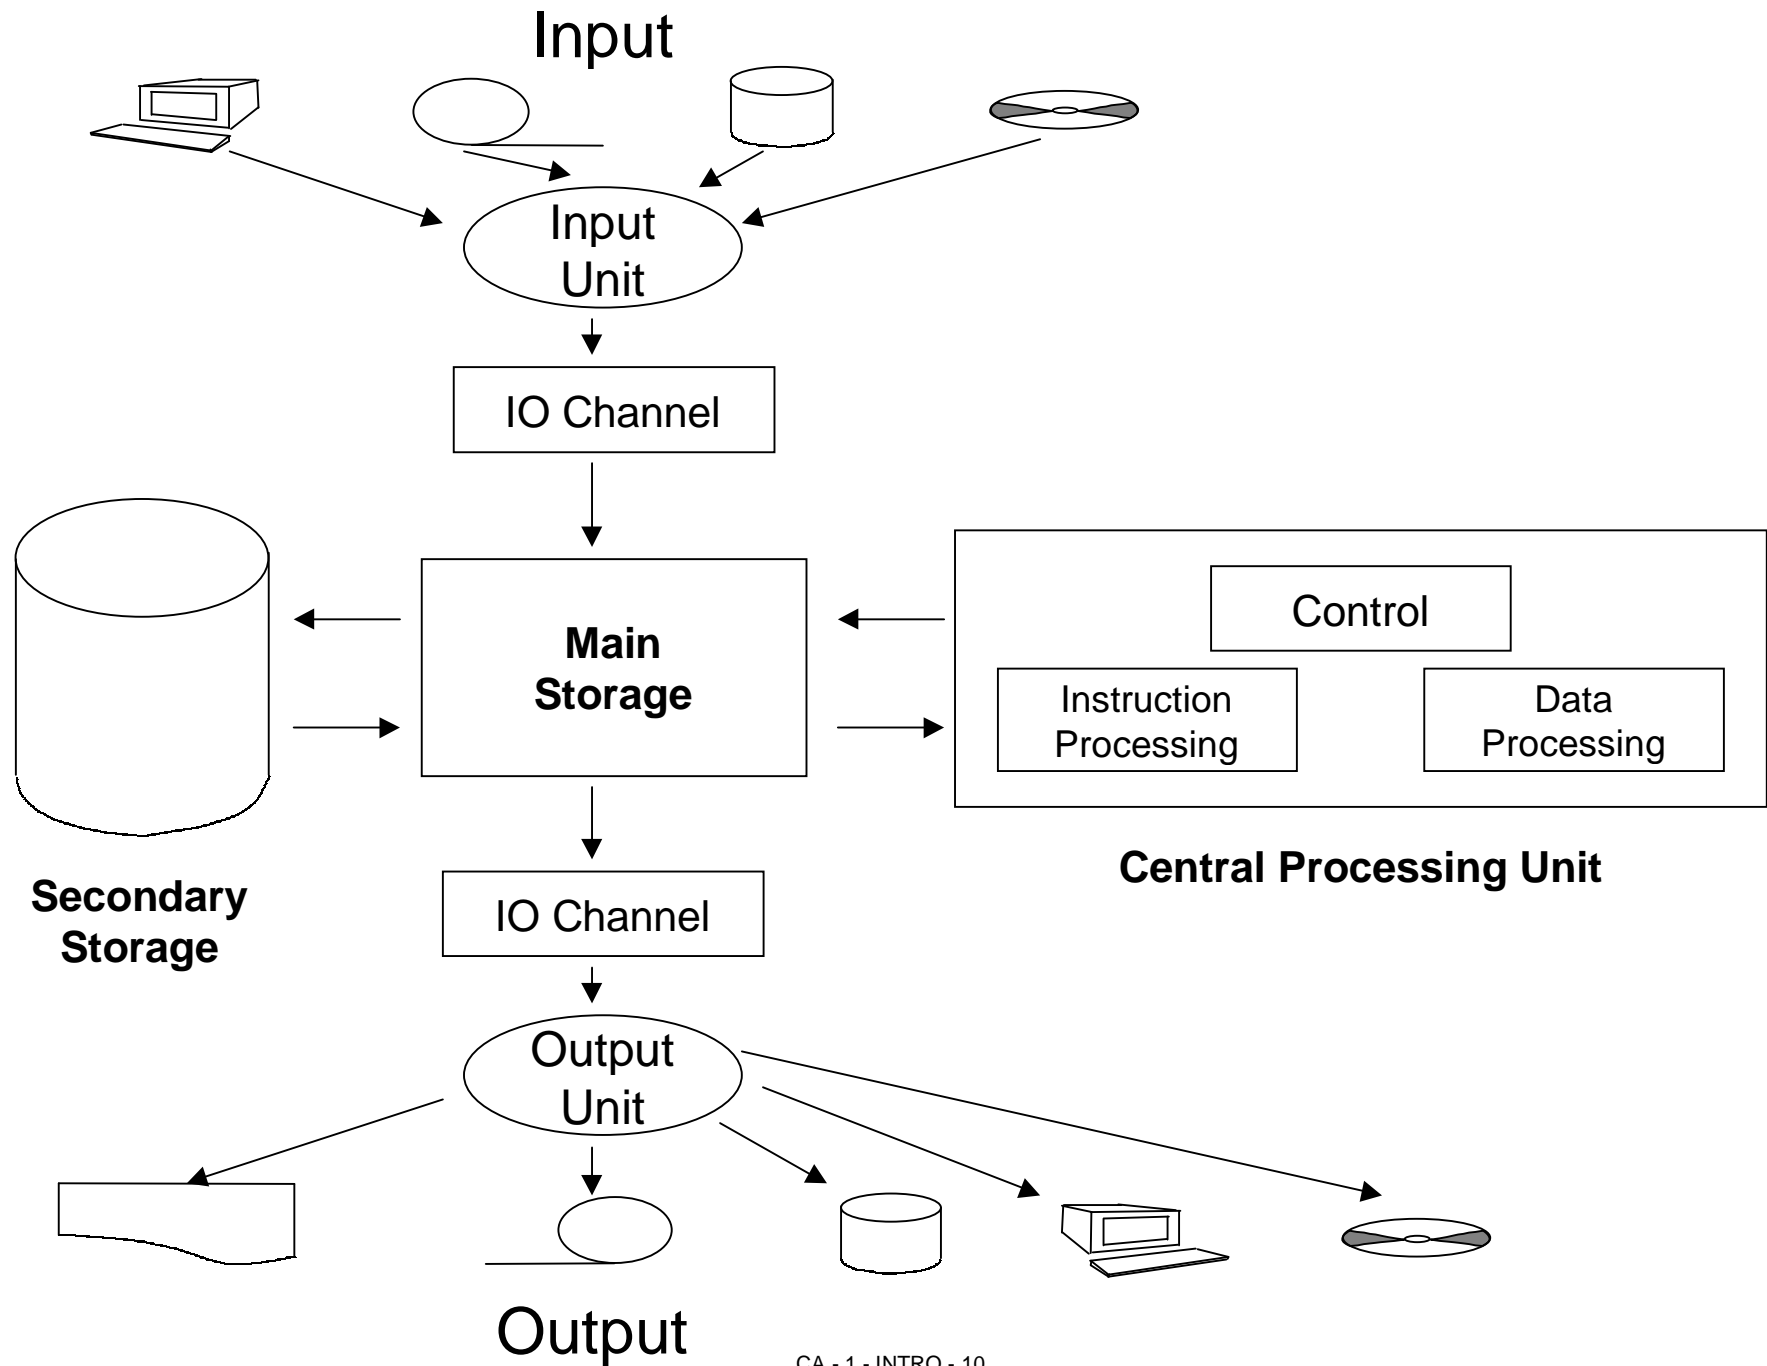 Input
Input
Unit
IO Channel
Main
Storage
Control
Instruction
Processing
Data
Processing
Central Processing Unit
Secondary
Storage
IO Channel
Output
Unit
Output
CA - 1 - INTRO - 10